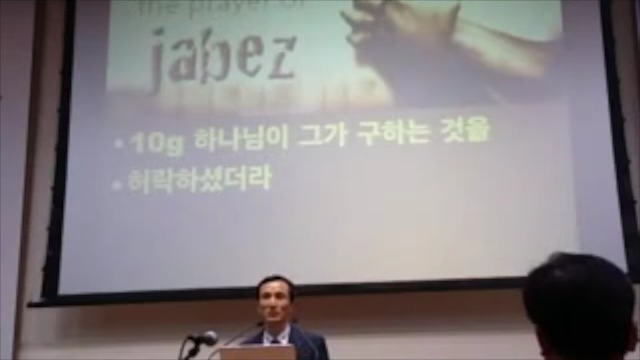 the prayer of
jabez
• 10g 하나님이 그가 구하는 것을
• 허락하셨더라